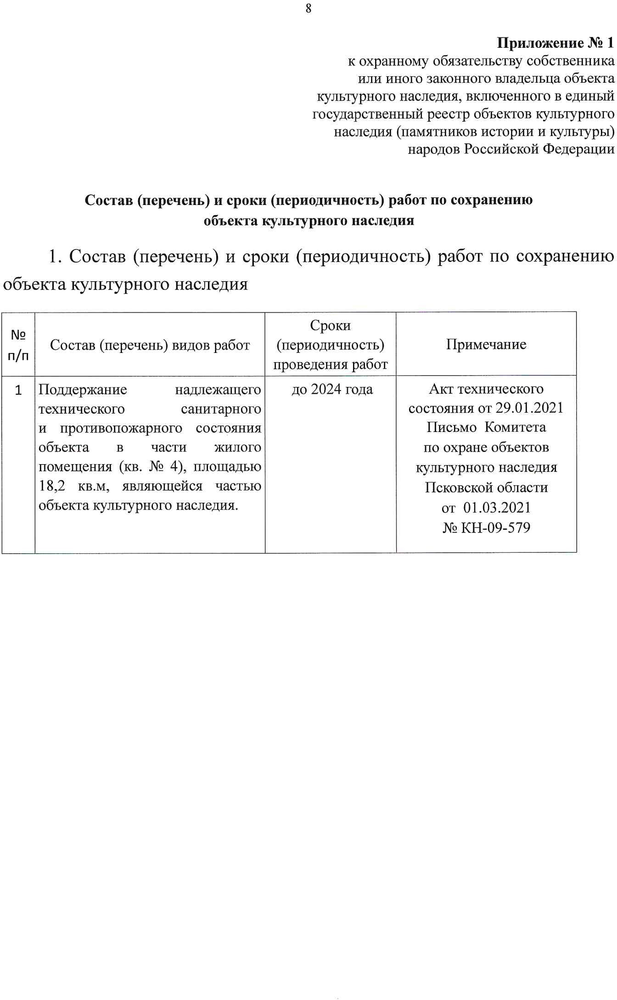 8
Приложение № 1
к охранному обязательству собственника
или иного законного владельца объекта
культурного наследия, включенного в единый
государственный реестр объектов культурного
наследия (памятников истории и культуры)
народов Российской Федерации
Состав (перечень) и сроки (периодичность) работ по сохранению
объекта культурного наследия
1. Состав (перечень) и сроки (периодичность) работ по сохранению
объекта культурного наследия
№
п/п
Состав (перечень) видов работ
Сроки
(периодичность)
проведения работ
Примечание
1
Поддержание надлежащего
технического санитарного
и противопожарного состояния
объекта в части жилого
помещения (кв. № 4), площадью
18,2 кв.м, являющейся частью
объекта культурного наследия.
до 2024 года
Акт технического
состояния от 29.01.2021
Письмо Комитета
по охране объектов
культурного наследия
Псковской области
от 01.03.2021
№ КН-09-579